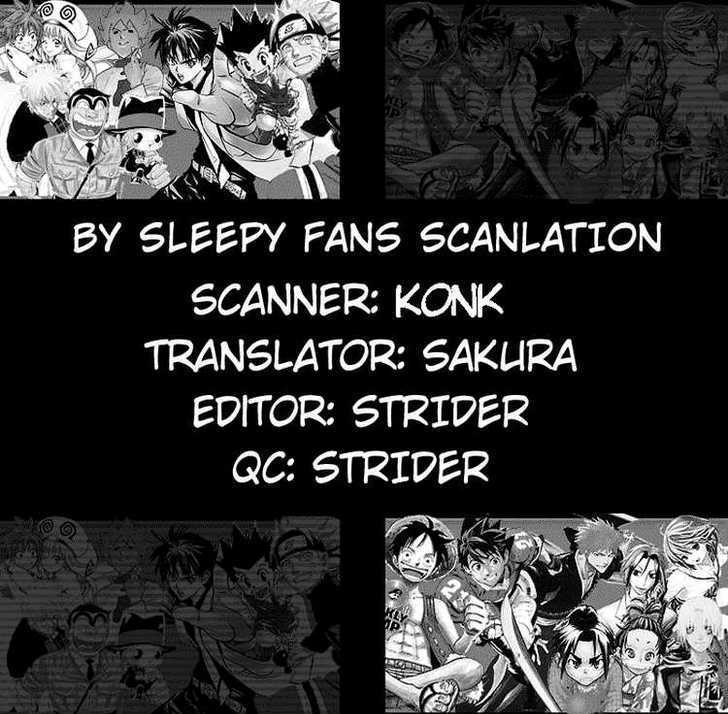 BY SLEEPY FANS SCANLATION
SCANNER: KONK
TRANSLATOR: SAKURA
EDITOR: STRIDER
QC: STRIDER